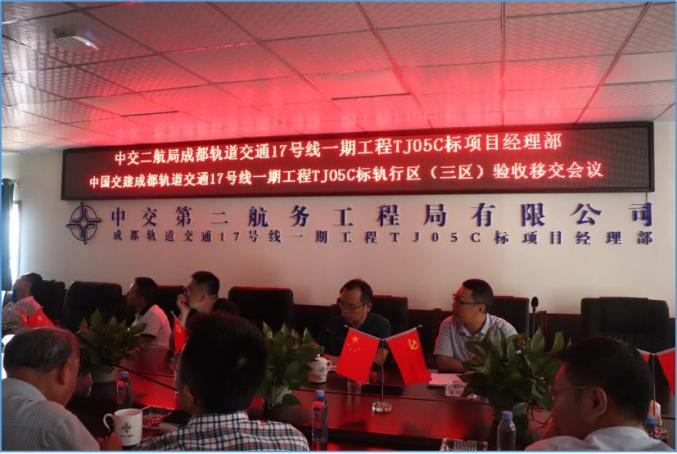 中交二航局成都轨道交通17号线一期工程TJ05C标项目经理部
中国交建成都轨道交通17号线一期工程TJ05C标执行区（三区）验收移交会议
中交第二航务工程局有限公司
成都轨道交通17号线一期工程TJ05C标项目经理部